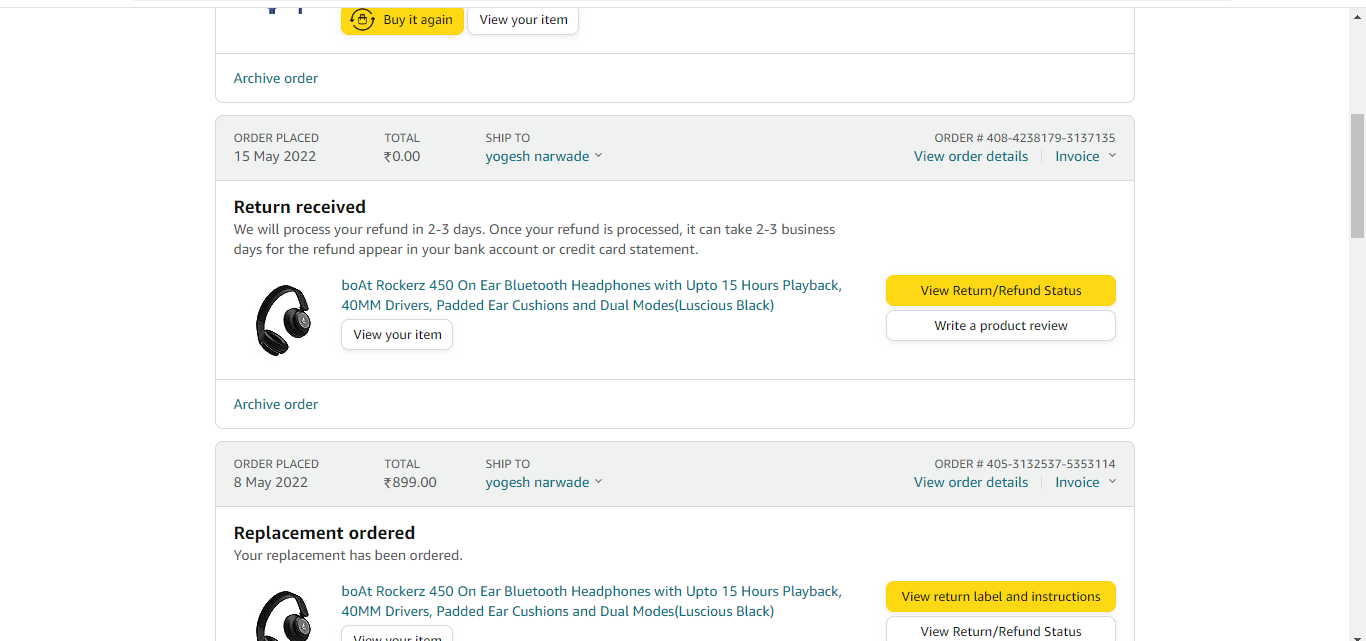 Buy it again
View your item
Archive order
ORDER PLACED TOTAL SHIP TO ORDER # 408-4238179-3137135
15 May 2022 ₹0.00 yogesh narwade View order details Invoice
Return received
We will process your refund in 2-3 days. Once your refund is processed, it can take 2-3 business
days for the refund appear in your bank account or credit card statement.
boAt Rockerz 450 On Ear Bluetooth Headphones with Upto 15 Hours Playback,
40MM Drivers, Padded Ear Cushions and Dual Modes(Luscious Black)
View your item
View Return/Refund Status
Write a product review
Archive order
ORDER PLACED TOTAL SHIP TO ORDER # 405-3132537-5353114
8 May 2022 ₹899.00 yogesh narwade View order details Invoice
Replacement ordered
Your replacement has been ordered.
boAt Rockerz 450 On Ear Bluetooth Headphones with Upto 15 Hours Playback,
40MM Drivers, Padded Ear Cushions and Dual Modes(Luscious Black)
View your item
View return label and instructions
View Return/Refund Status